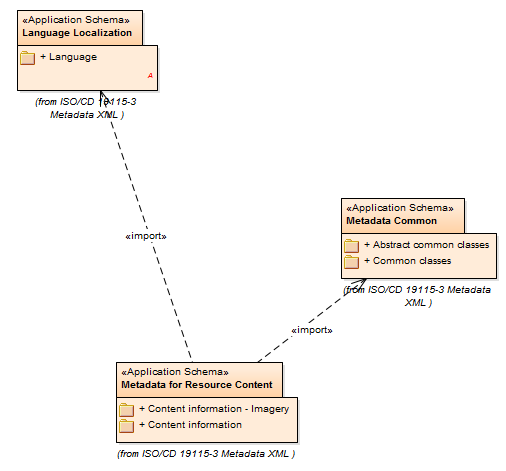 «Application Schema»
Language Localization
+ Language
A
(from ISO/CD 19115-3
Metadata XML )
«import»
«Application Schema»
Metadata Common
+ Abstract common classes
+ Common classes
(from ISO/CD 19115-3 Metadata
XML )
«import»
«Application Schema»
Metadata for Resource Content
+ Content information - Imagery
+ Content information
(from ISO/CD 19115-3 Metadata XML )